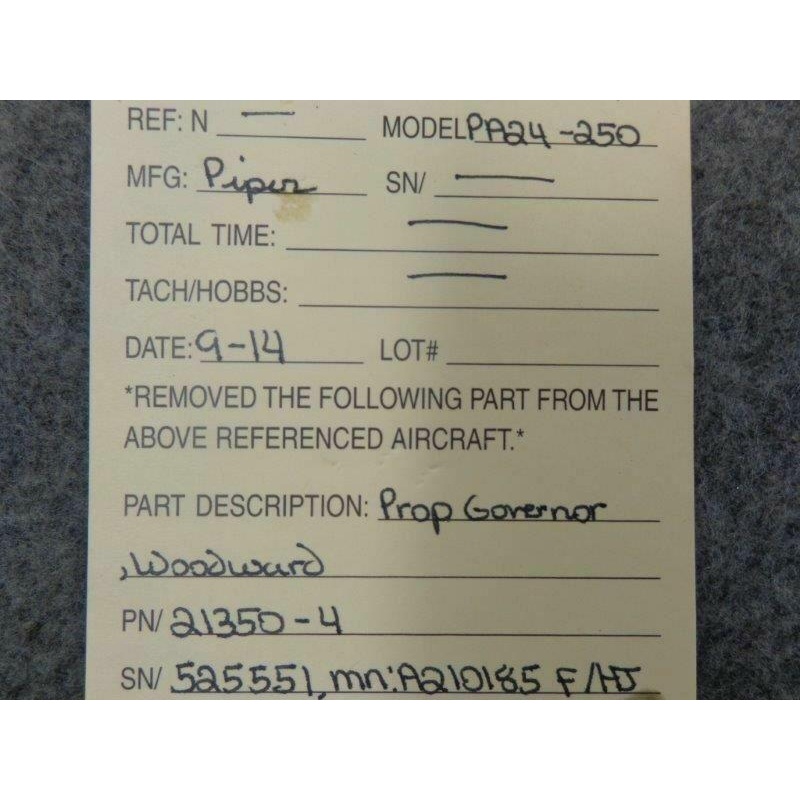 REF: N —
MODEL PA24-250
MFG: Piper
SN/ —
TOTAL TIME: —
TACH/HOBBS: —
DATE: 9-14
LOT#
*REMOVED THE FOLLOWING PART FROM THE
ABOVE REFERENCED AIRCRAFT.*
PART DESCRIPTION: Prop Governor
, Woodward
PN/ 21350-4
SN/ 525551, mn: A210185 F/HJ